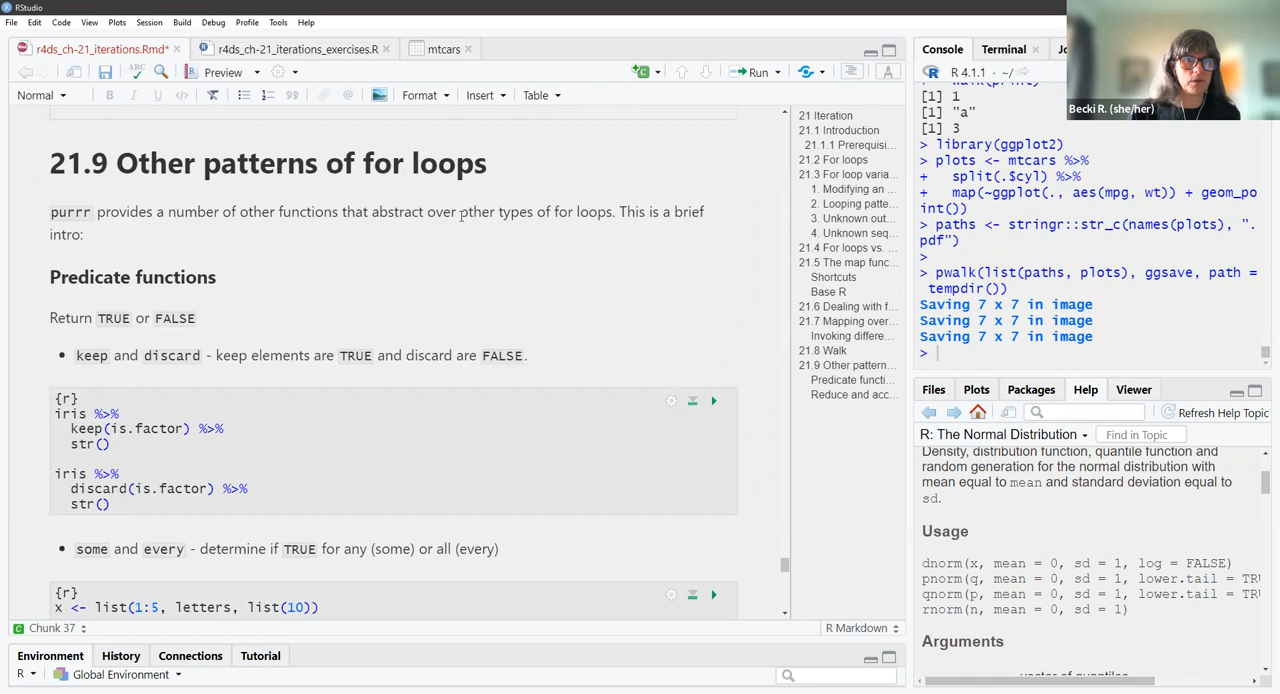 RStudio
File Edit Code View Plots Session Build Debug Profile Tools Help
r4ds_ch-21_iterations.Rmd* r4ds_ch-21_iterations_exercises.R mtcars
Preview Run
Normal B I U </> Format Insert Table
21.9 Other patterns of for loops
purrr provides a number of other functions that abstract over other types of for loops. This is a brief
intro:
Predicate functions
Return TRUE or FALSE
• keep and discard - keep elements are TRUE and discard are FALSE.
{r}
iris %>%
keep(is.factor) %>%
str()
iris %>%
discard(is.factor) %>%
str()
• some and every - determine if TRUE for any (some) or all (every)
{r}
x <- list(1:5, letters, list(10))
Chunk 37 R Markdown
21 Iteration
21.1 Introduction
21.1.1 Prerequisi...
21.2 For loops
21.3 For loop varia...
1. Modifying an ...
2. Looping patte...
3. Unknown out...
4. Unknown seq...
21.4 For loops vs. ...
21.5 The map func...
Shortcuts
Base R
21.6 Dealing with f...
21.7 Mapping over...
Invoking differe...
21.8 Walk
21.9 Other pattern...
Predicate functi...
Reduce and acc...
Environment History Connections Tutorial
R Global Environment
Console Terminal
R 4.1.1 · ~/
[1] 1
[1] "a"
[1] 3
> library(ggplot2)
> plots <- mtcars %>%
+ split(.$cyl) %>%
+ map(~ggplot(., aes(mpg, wt)) + geom_po
int())
> paths <- stringr::str_c(names(plots), ".
pdf")
>
> pwalk(list(paths, plots), ggsave, path =
tempdir())
Saving 7 x 7 in image
Saving 7 x 7 in image
Saving 7 x 7 in image
>
Becki R. (she/her)
Files Plots Packages Help Viewer
Refresh Help Topic
R: The Normal Distribution Find in Topic
Density, distribution function, quantile function and
random generation for the normal distribution with
mean equal to mean and standard deviation equal to
sd.
Usage
dnorm(x, mean = 0, sd = 1, log = FALSE)
pnorm(q, mean = 0, sd = 1, lower.tail = TRU
qnorm(p, mean = 0, sd = 1, lower.tail = TRU
rnorm(n, mean = 0, sd = 1)
Arguments
vector of quantiles